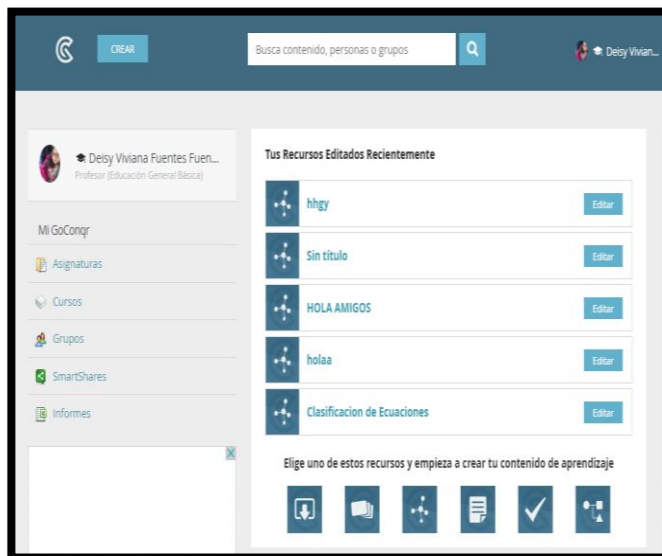 CREAR
Busca contenido, personas o grupos
Deisy Vivian...
Deisy Viviana Fuentes Fuen...
Profesor (Educación General Básica)
Mi GoConqr
Asignaturas
Cursos
Grupos
SmartShares
Informes
Tus Recursos Editados Recientemente
hhgy
Editar
Sin título
Editar
HOLA AMIGOS
Editar
holaa
Editar
Clasificacion de Ecuaciones
Editar
Elige uno de estos recursos y empieza a crear tu contenido de aprendizaje